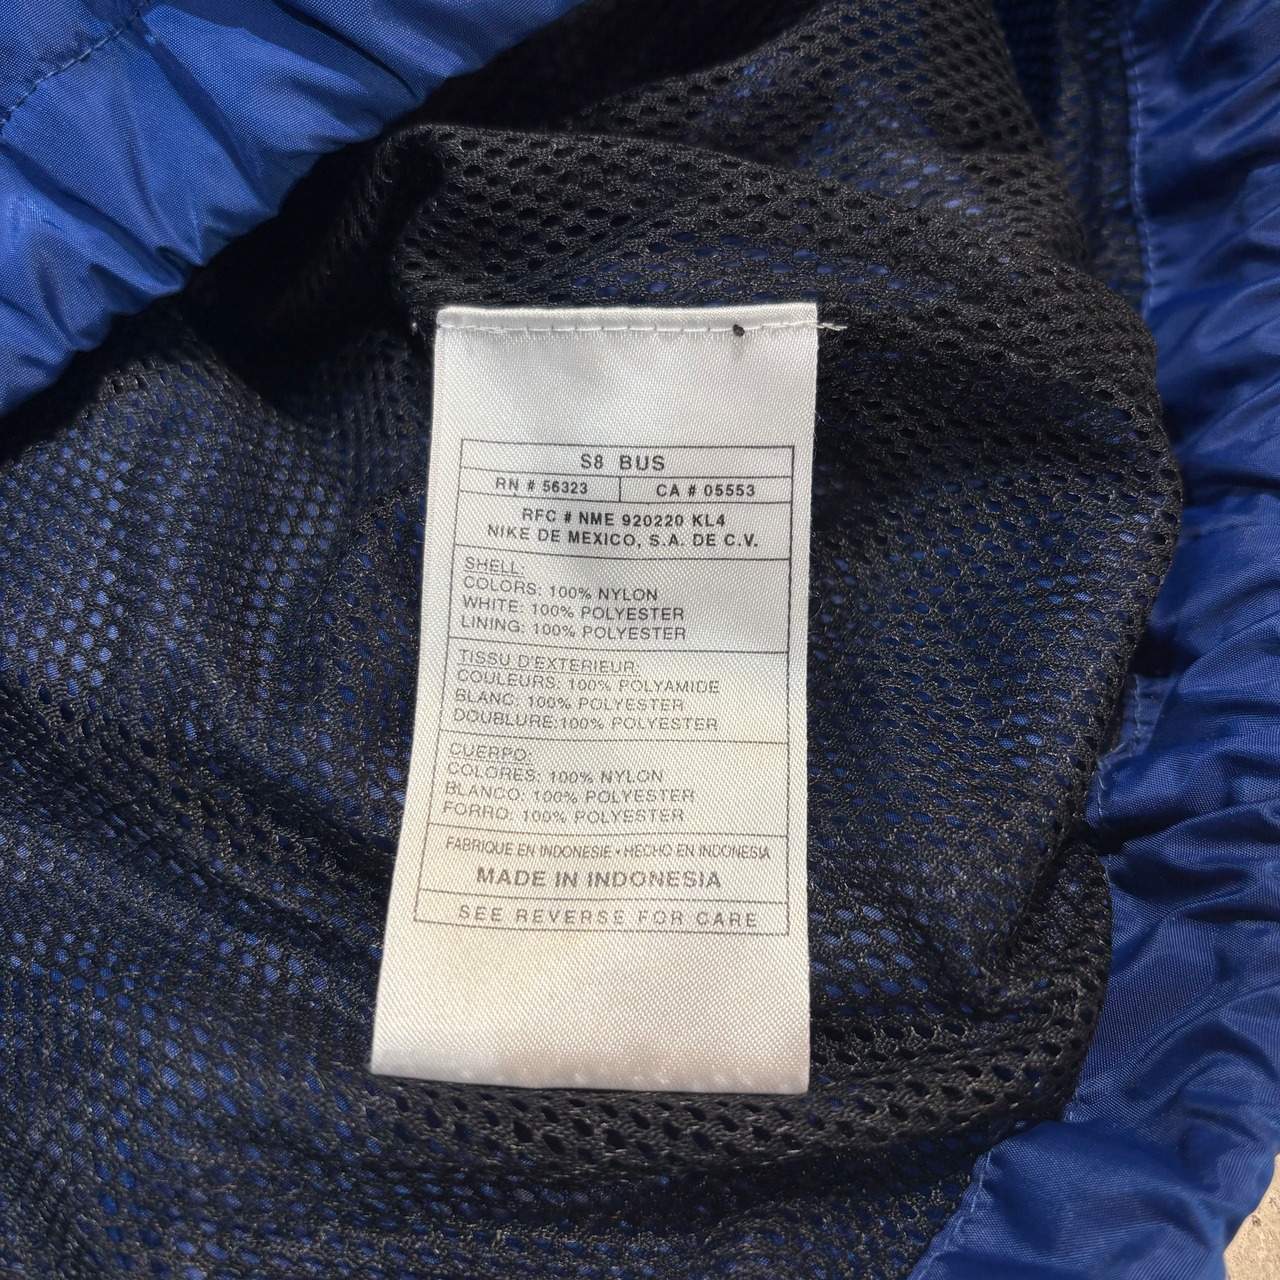 S8 BUS
RN # 56323
CA # 05553
RFC # NME 920220 KL4
NIKE DE MEXICO, S.A. DE C.V.
SHELL:
COLORS: 100% NYLON
WHITE: 100% POLYESTER
LINING: 100% POLYESTER
TISSU D'EXTERIEUR:
COULEURS: 100% POLYAMIDE
BLANC: 100% POLYESTER
DOUBLURE:100% POLYESTER
CUERPO:
COLORES: 100% NYLON
BLANCO: 100% POLYESTER
FORRO: 100% POLYESTER
FABRIQUE EN INDONESIE • HECHO EN INDONESIA
MADE IN INDONESIA
SEE REVERSE FOR CARE